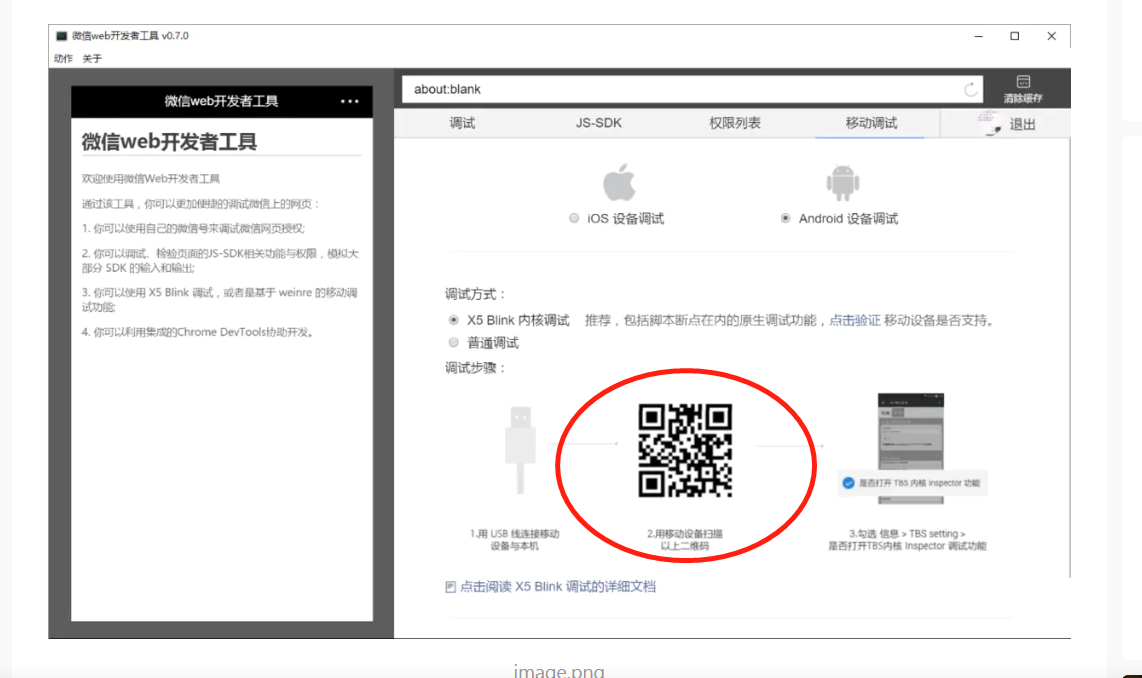 微信web开发者工具 v0.7.0
动作 关于
微信web开发者工具
微信web开发者工具
欢迎使用微信Web开发者工具
通过该工具，你可以更加便捷的调试微信上的网页：
1. 你可以使用自己的微信号来调试微信网页授权;
2. 你可以调试、检验页面的JS-SDK相关功能与权限，模拟大
部分 SDK 的输入和输出;
3. 你可以使用 X5 Blink 调试，或者是基于 weinre 的移动调
试功能;
4. 你可以利用集成的Chrome DevTools协助开发。
about:blank
清除缓存
调试 JS-SDK 权限列表 移动调试 退出
iOS 设备调试 Android 设备调试
调试方式：
X5 Blink 内核调试 推荐，包括脚本断点在内的原生调试功能，点击验证 移动设备是否支持。
普通调试
调试步骤：
是否打开 TBS 内核 inspector 功能
1.用 USB 线连接移动
设备与本机
2.用移动设备扫描
以上二维码
3.勾选 信息 > TBS setting >
是否打开TBS内核 Inspector 调试功能
点击阅读 X5 Blink 调试的详细文档
image.png